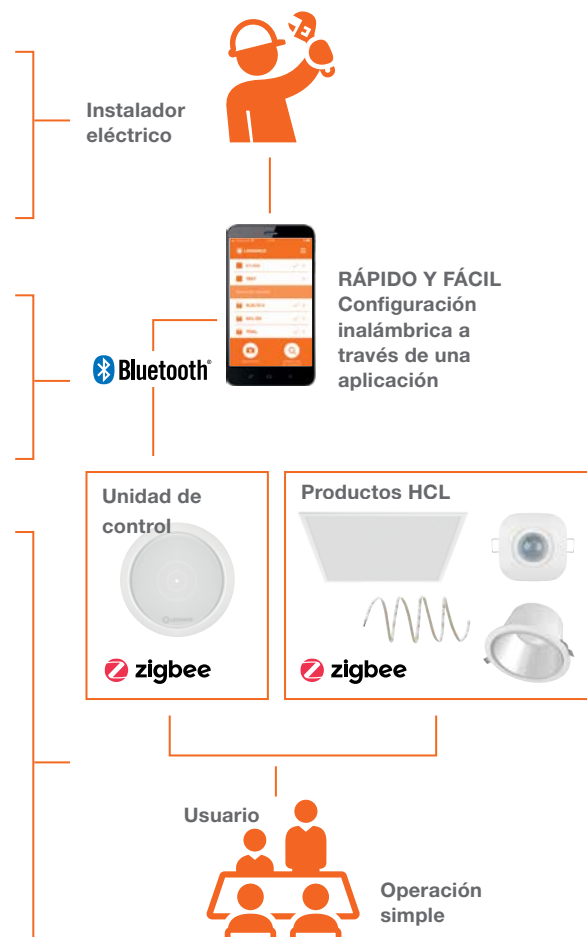 Instalador
eléctrico
RÁPIDO Y FÁCIL
Configuración
inalámbrica a
través de una
aplicación
Bluetooth®
Unidad de
control
zigbee
Productos HCL
zigbee
Usuario
Operación
simple